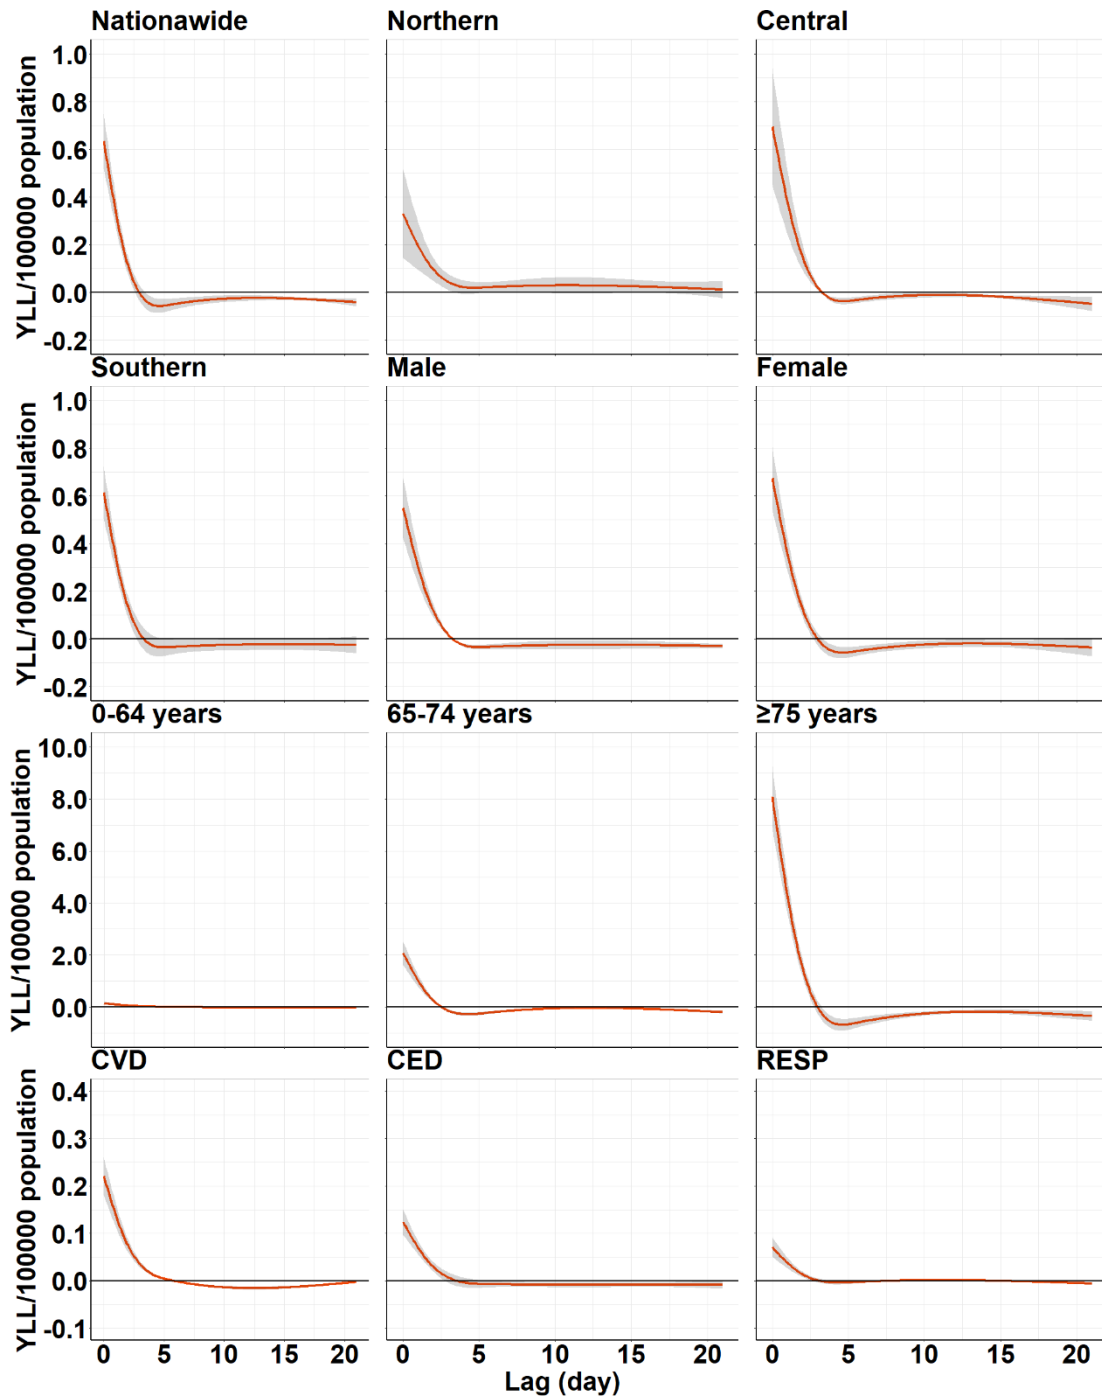 Nationawide Northern Central
YLL/100000 population
1.0
0.8
0.6
0.4
0.2
0.0
-0.2
Southern Male Female
YLL/100000 population
1.0
0.8
0.6
0.4
0.2
0.0
-0.2
0-64 years 65-74 years ≥75 years
YLL/100000 population
10.0
8.0
6.0
4.0
2.0
0.0
CVD CED RESP
YLL/100000 population
0.4
0.3
0.2
0.1
0.0
-0.1
0 5 10 15 20 0 5 10 15 20 0 5 10 15 20
Lag (day)